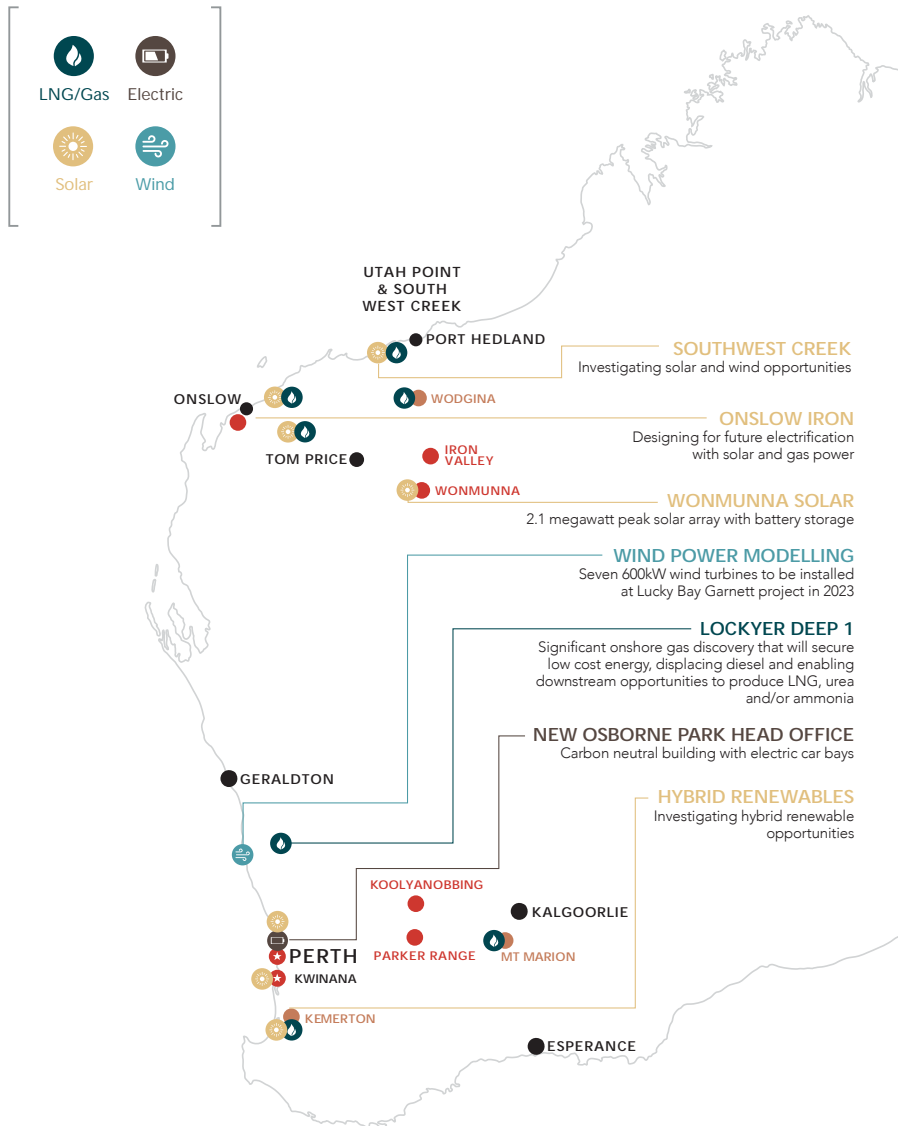 LNG/Gas
Electric
Solar
Wind
UTAH POINT
& SOUTH
WEST CREEK
PORT HEDLAND
SOUTHWEST CREEK
Investigating solar and wind opportunities
ONSLOW
WODGINA
ONSLOW IRON
Designing for future electrification
with solar and gas power
TOM PRICE
IRON
VALLEY
WONMUNNA
WONMUNNA SOLAR
2.1 megawatt peak solar array with battery storage
WIND POWER MODELLING
Seven 600kW wind turbines to be installed
at Lucky Bay Garnett project in 2023
LOCKYER DEEP 1
Significant onshore gas discovery that will secure
low cost energy, displacing diesel and enabling
downstream opportunities to produce LNG, urea
and/or ammonia
NEW OSBORNE PARK HEAD OFFICE
Carbon neutral building with electric car bays
GERALDTON
HYBRID RENEWABLES
Investigating hybrid renewable
opportunities
KOOLYANOBBING
KALGOORLIE
PERTH
PARKER RANGE
MT MARION
KWINANA
KEMERTON
ESPERANCE